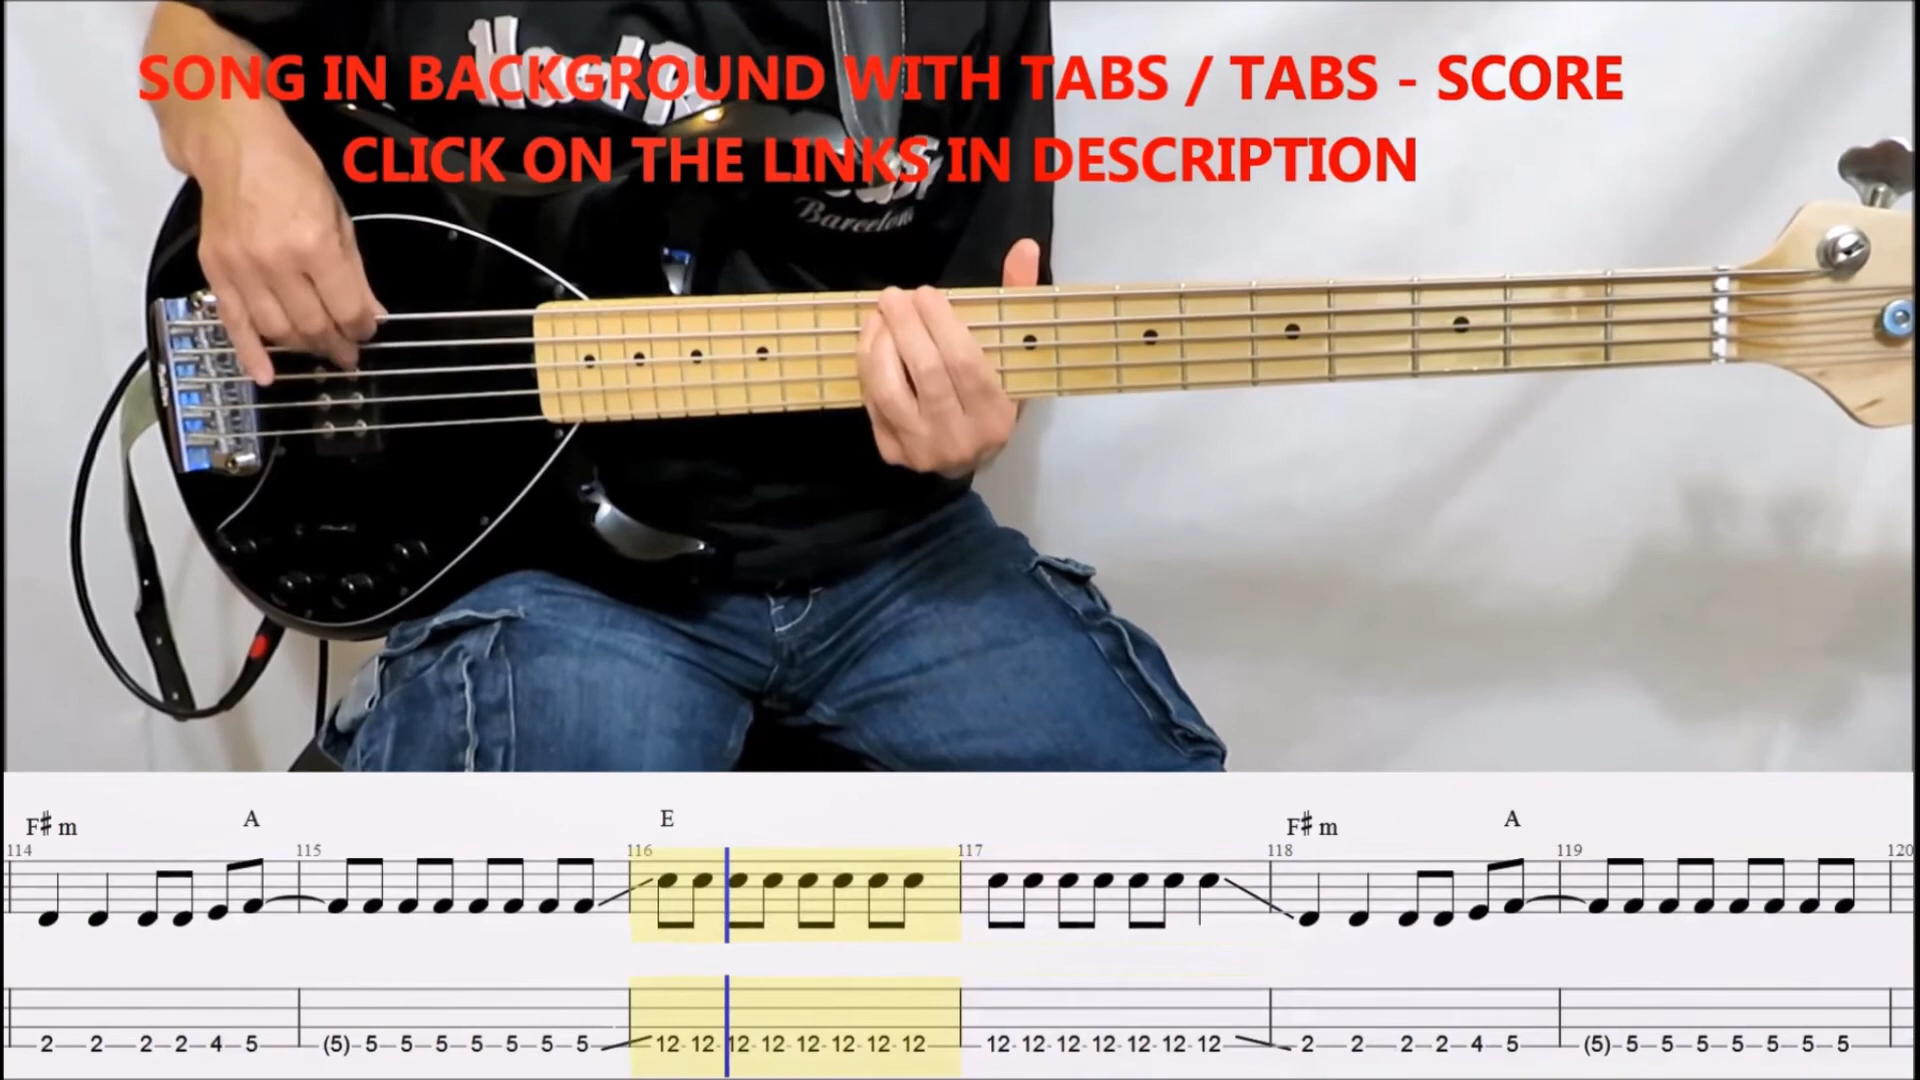 SONG IN BACKGROUND WITH TABS / TABS - SCORE
CLICK ON THE LINKS IN DESCRIPTION
Barcelona
F# m A E F# m A
114 115 116 117 118 119 120
2 2 2 2 4 5 (5) 5 5 5 5 5 5 5 12 12 12 12 12 12 12 12 12 12 12 12 12 12 12 2 2 2 2 4 5 (5) 5 5 5 5 5 5 5